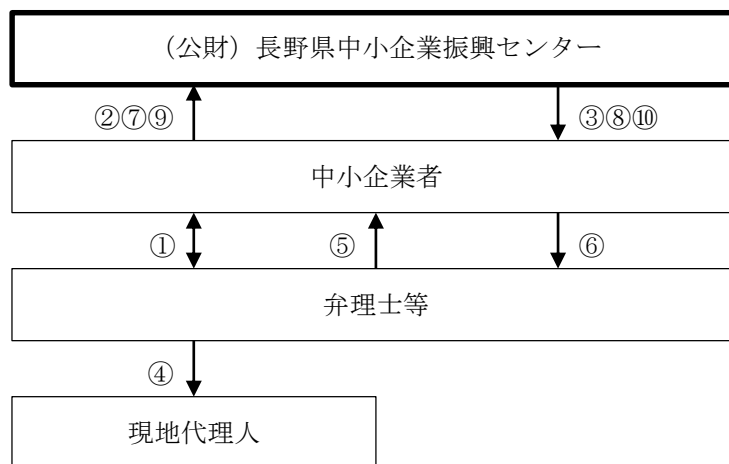 （公財）長野県中小企業振興センター
②⑦⑨
③⑧⑩
中小企業者
①
⑤
⑥
弁理士等
④
現地代理人